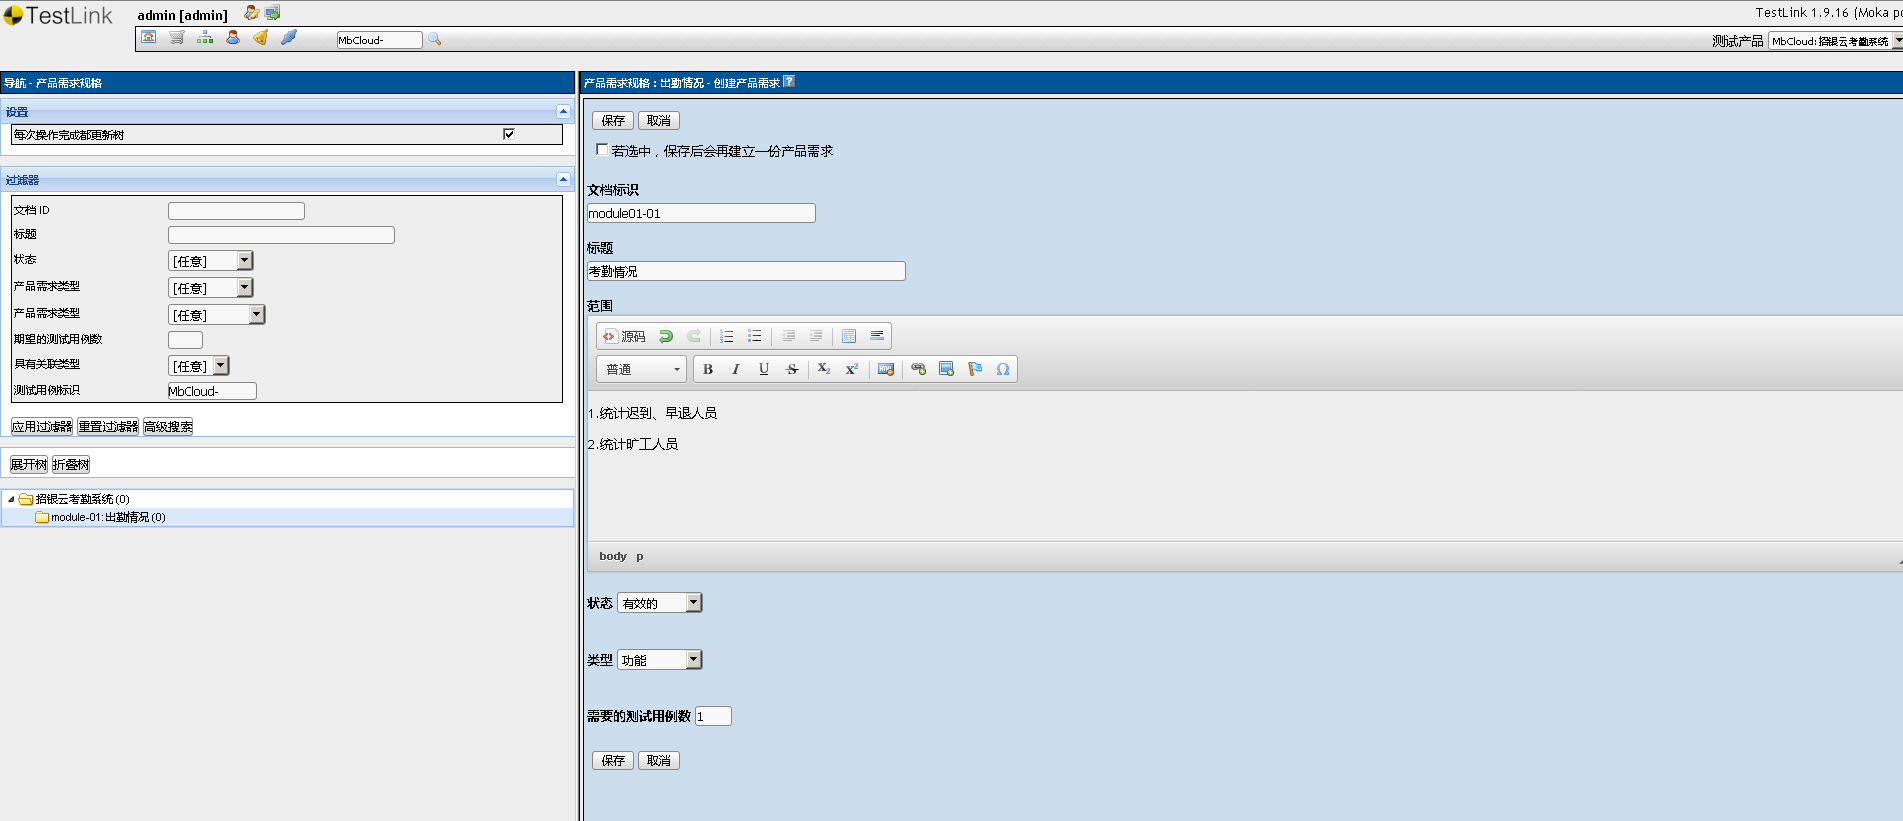 TestLink
admin [admin]
TestLink 1.9.16 (Moka po
MbCloud-
测试产品 MbCloud: 招银云考勤系统
导航 - 产品需求规格
设置
每次操作完成都更新树
过滤器
文档 ID
标题
状态 [任意]
产品需求类型 [任意]
产品需求类型 [任意]
期望的测试用例数
具有关联类型 [任意]
测试用例标识 MbCloud-
应用过滤器 重置过滤器 高级搜索
展开树 折叠树
招银云考勤系统 (0)
module-01: 出勤情况 (0)
产品需求规格 : 出勤情况 - 创建产品需求 ?
保存 取消
若选中，保存后会再建立一份产品需求
文档标识
module01-01
标题
考勤情况
范围
源码
普通 B I U S X2 X2 Ω
1.统计迟到、早退人员
2.统计旷工人员
body p
状态 有效的
类型 功能
需要的测试用例数 1
保存 取消